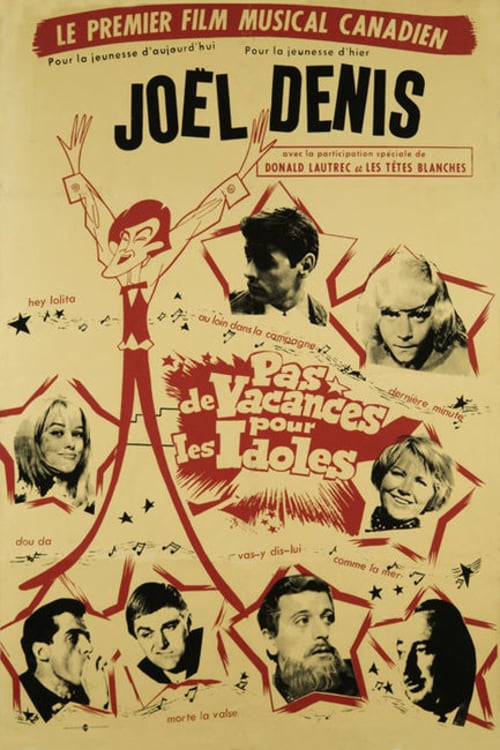 LE PREMIER FILM MUSICAL CANADIEN
Pour la jeunesse d'aujourd'hui Pour la jeunesse d'hier
JOËL DENIS
avec la participation spéciale de
DONALD LAUTREC et LES TÊTES BLANCHES
hey lolita
au loin dans la campagne
dernière minute
Pas
de Vacances
pour
les Idoles
dou da
vas-y dis-lui
comme la mer
morte la valse